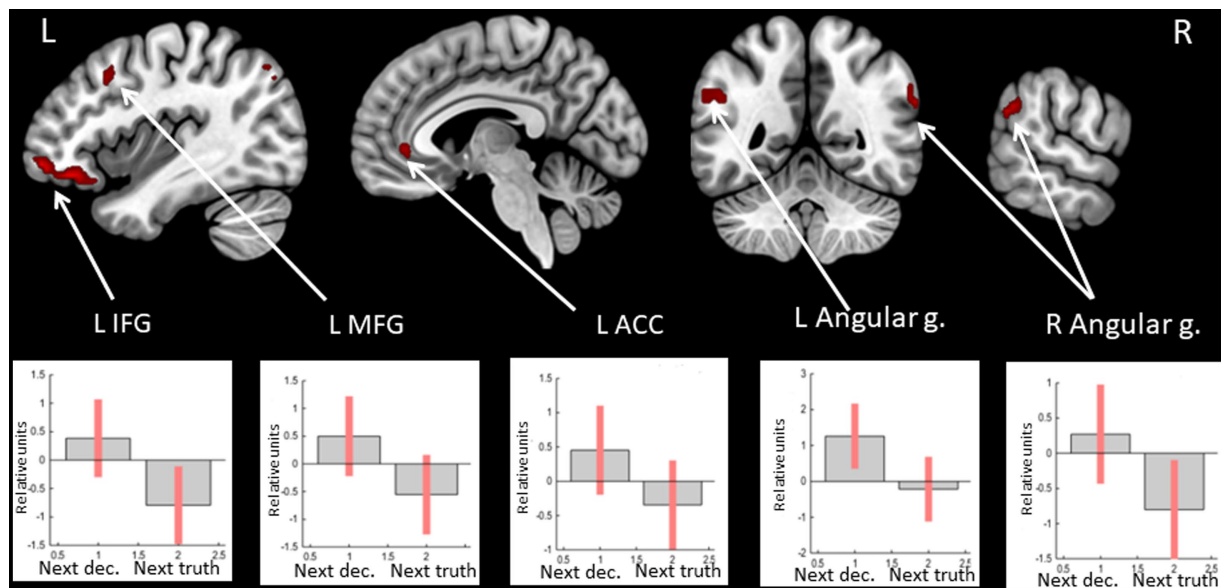 L
R
L IFG
L MFG
L ACC
L Angular g.
R Angular g.
Relative units
1.5
1
0.5
0
-0.5
-1
-1.5
0.5 1 1.5 2 2.5
Next dec. Next truth
Relative units
1.5
1
0.5
0
-0.5
-1
-1.5
0.5 1 1.5 2 2.5
Next dec. Next truth
Relative units
1.5
1
0.5
0
-0.5
-1
0.5 1 1.5 2 2.5
Next dec. Next truth
Relative units
3
2
1
0
-1
-2
0.5 1 1.5 2 2.5
Next dec. Next truth
Relative units
1
0.5
0
-0.5
-1
-1.5
0.5 1 1.5 2 2.5
Next dec. Next truth